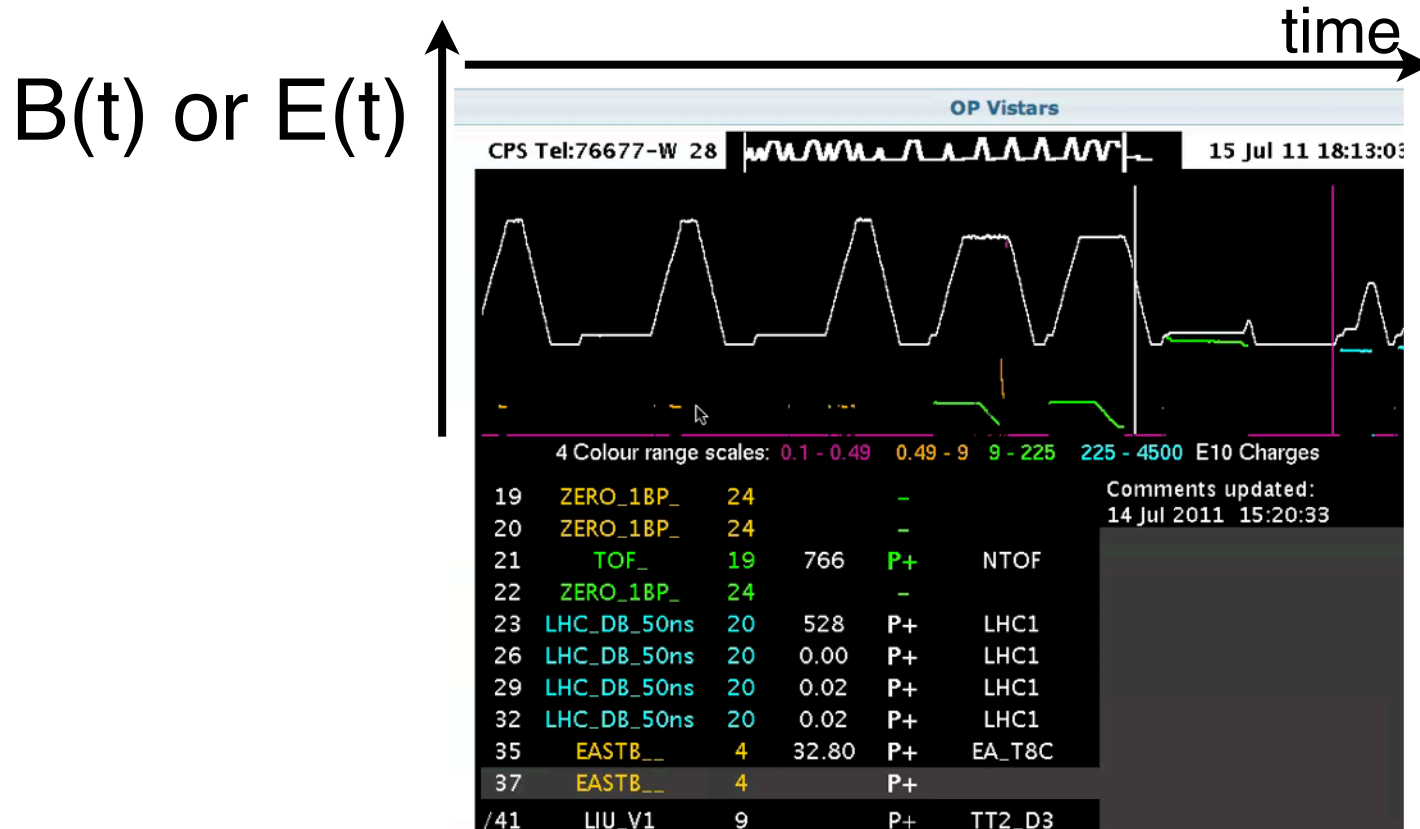 time
B(t) or E(t)
OP Vistars
CPS Tel:76677-W 28 15 Jul 11 18:13:03
4 Colour range scales: 0.1 - 0.49 0.49 - 9 9 - 225 225 - 4500 E10 Charges
Comments updated:
14 Jul 2011 15:20:33
19 ZERO_1BP_ 24 -
20 ZERO_1BP_ 24 -
21 TOF_ 19 766 P+ NTOF
22 ZERO_1BP_ 24 -
23 LHC_DB_50ns 20 528 P+ LHC1
26 LHC_DB_50ns 20 0.00 P+ LHC1
29 LHC_DB_50ns 20 0.02 P+ LHC1
32 LHC_DB_50ns 20 0.02 P+ LHC1
35 EASTB__ 4 32.80 P+ EA_T8C
37 EASTB__ 4 P+
/41 LIU_V1 9 P+ TT2_D3